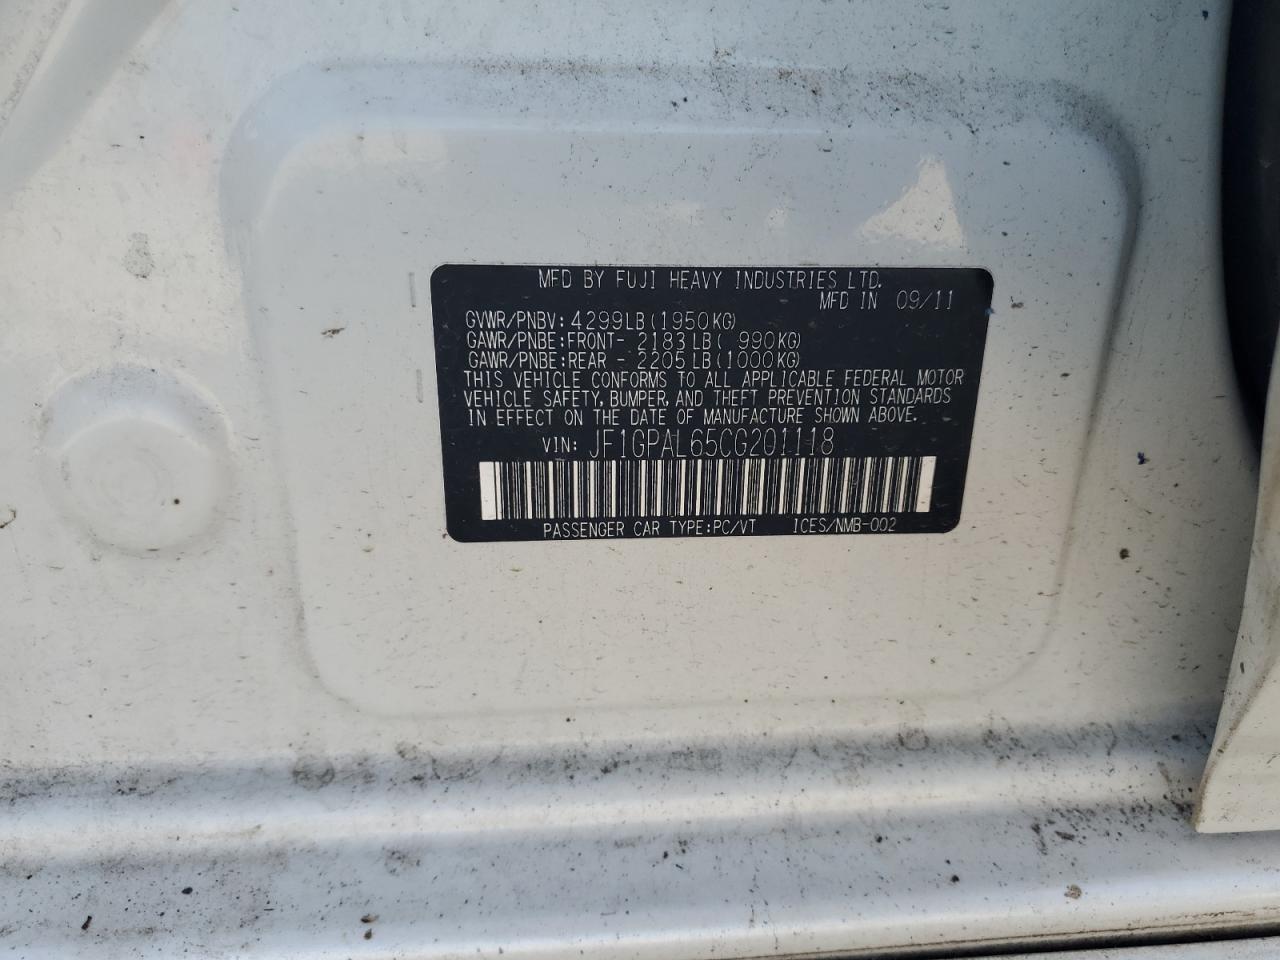 MFD BY FUJI HEAVY INDUSTRIES LTD.
MFD IN 09/11
GVWR/PNBV: 4299LB(1950KG)
GAWR/PNBE:FRONT- 2183LB( 990KG)
GAWR/PNBE:REAR - 2205LB(1000KG)
THIS VEHICLE CONFORMS TO ALL APPLICABLE FEDERAL MOTOR
VEHICLE SAFETY, BUMPER, AND THEFT PREVENTION STANDARDS
IN EFFECT ON THE DATE OF MANUFACTURE SHOWN ABOVE.
VIN: JF1GPAL65CG201118
PASSENGER CAR TYPE:PC/VT ICES/NMB-002